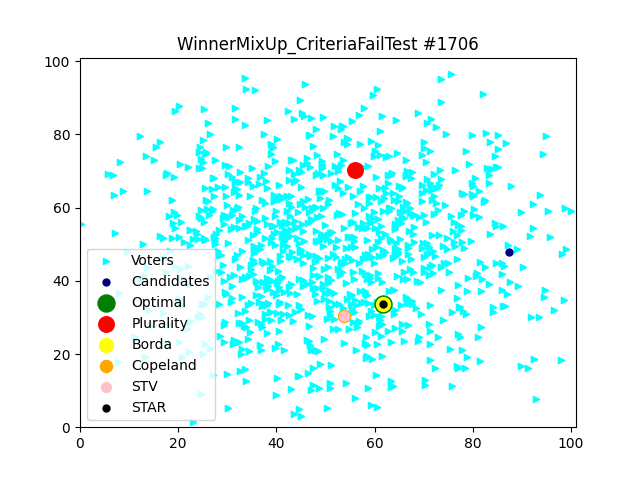 WinnerMixUp_CriteriaFailTest #1706
100
80
60
40
20
0
0 20 40 60 80 100
Voters
Candidates
Optimal
Plurality
Borda
Copeland
STV
STAR